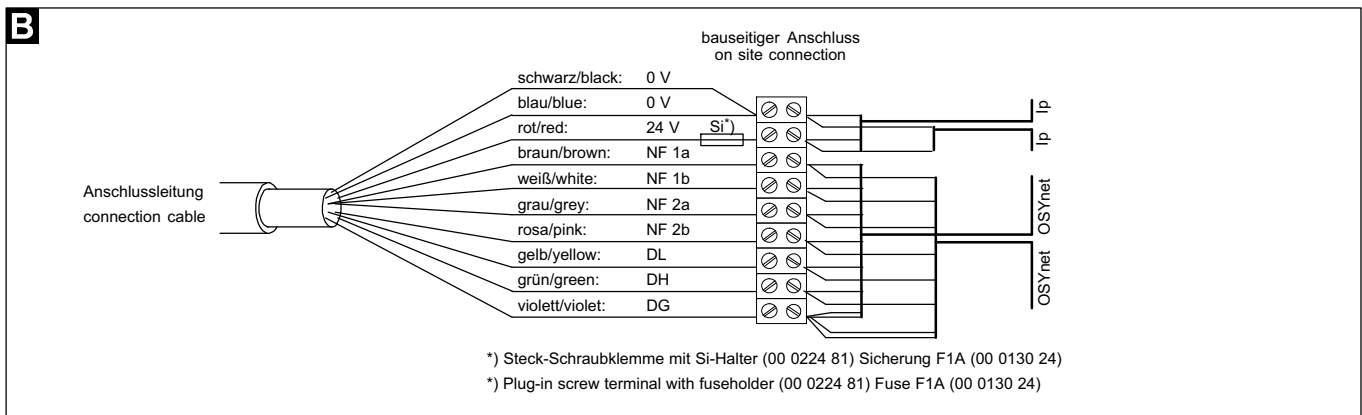 B
bauseitiger Anschluss
on site connection
schwarz/black: 0 V
blau/blue: 0 V
rot/red: 24 V Si*)
braun/brown: NF 1a
weiß/white: NF 1b
grau/grey: NF 2a
rosa/pink: NF 2b
gelb/yellow: DL
grün/green: DH
violett/violet: DG
Anschlussleitung
connection cable
Ip
Ip
OSYnet
OSYnet
*) Steck-Schraubklemme mit Si-Halter (00 0224 81) Sicherung F1A (00 0130 24)
*) Plug-in screw terminal with fuseholder (00 0224 81) Fuse F1A (00 0130 24)